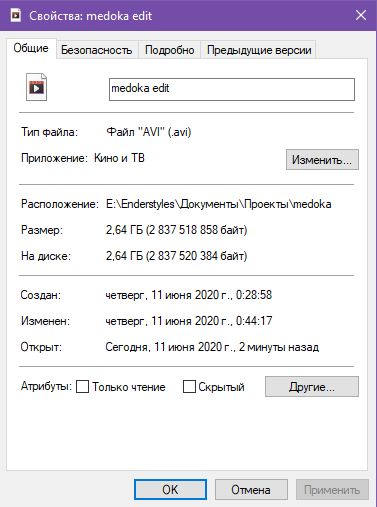 Свойства: medoka edit
Общие Безопасность Подробно Предыдущие версии
medoka edit
Тип файла: Файл "AVI" (.avi)
Приложение: Кино и ТВ Изменить...
Расположение: E:\Enderstyles\Документы\Проекты\medoka
Размер: 2,64 ГБ (2 837 518 858 байт)
На диске: 2,64 ГБ (2 837 520 384 байт)
Создан: четверг, 11 июня 2020 г., 0:28:58
Изменен: четверг, 11 июня 2020 г., 0:44:17
Открыт: Сегодня, 11 июня 2020 г., 2 минуты назад
Атрибуты: Только чтение Скрытый Другие...
ОК Отмена Применить